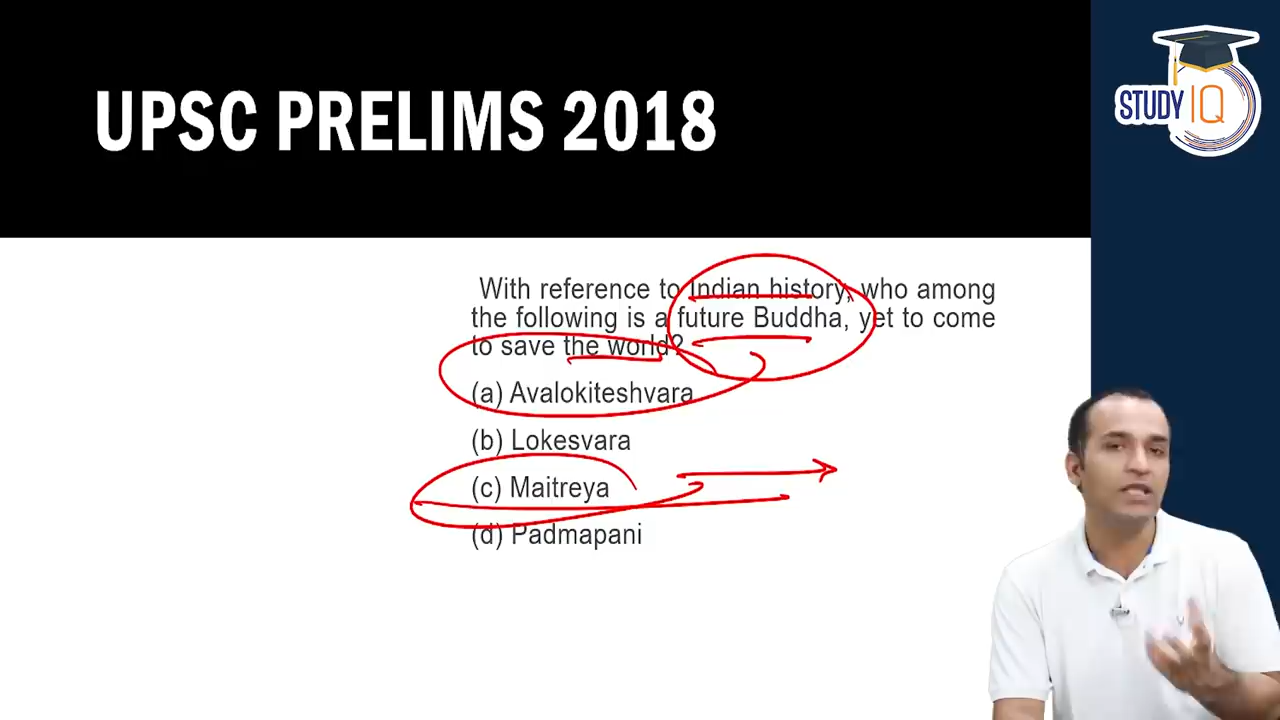 UPSC PRELIMS 2018
STUDY IQ
With reference to Indian history, who among
the following is a future Buddha, yet to come
to save the world?
(a) Avalokiteshvara
(b) Lokesvara
(c) Maitreya
(d) Padmapani